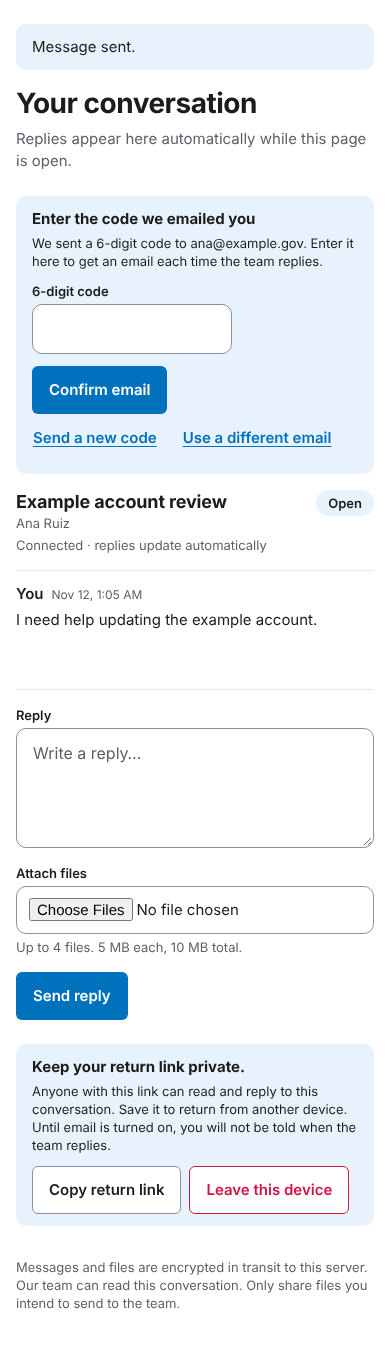 Message sent.
Your conversation
Replies appear here automatically while this page
is open.
Enter the code we emailed you
We sent a 6-digit code to ana@example.gov. Enter it
here to get an email each time the team replies.
6-digit code
Confirm email
Send a new code Use a different email
Example account review Open
Ana Ruiz
Connected · replies update automatically
You Nov 12, 1:05 AM
I need help updating the example account.
Reply
Write a reply...
Attach files
Choose Files No file chosen
Up to 4 files. 5 MB each, 10 MB total.
Send reply
Keep your return link private.
Anyone with this link can read and reply to this
conversation. Save it to return from another device.
Until email is turned on, you will not be told when the
team replies.
Copy return link Leave this device
Messages and files are encrypted in transit to this server.
Our team can read this conversation. Only share files you
intend to send to the team.